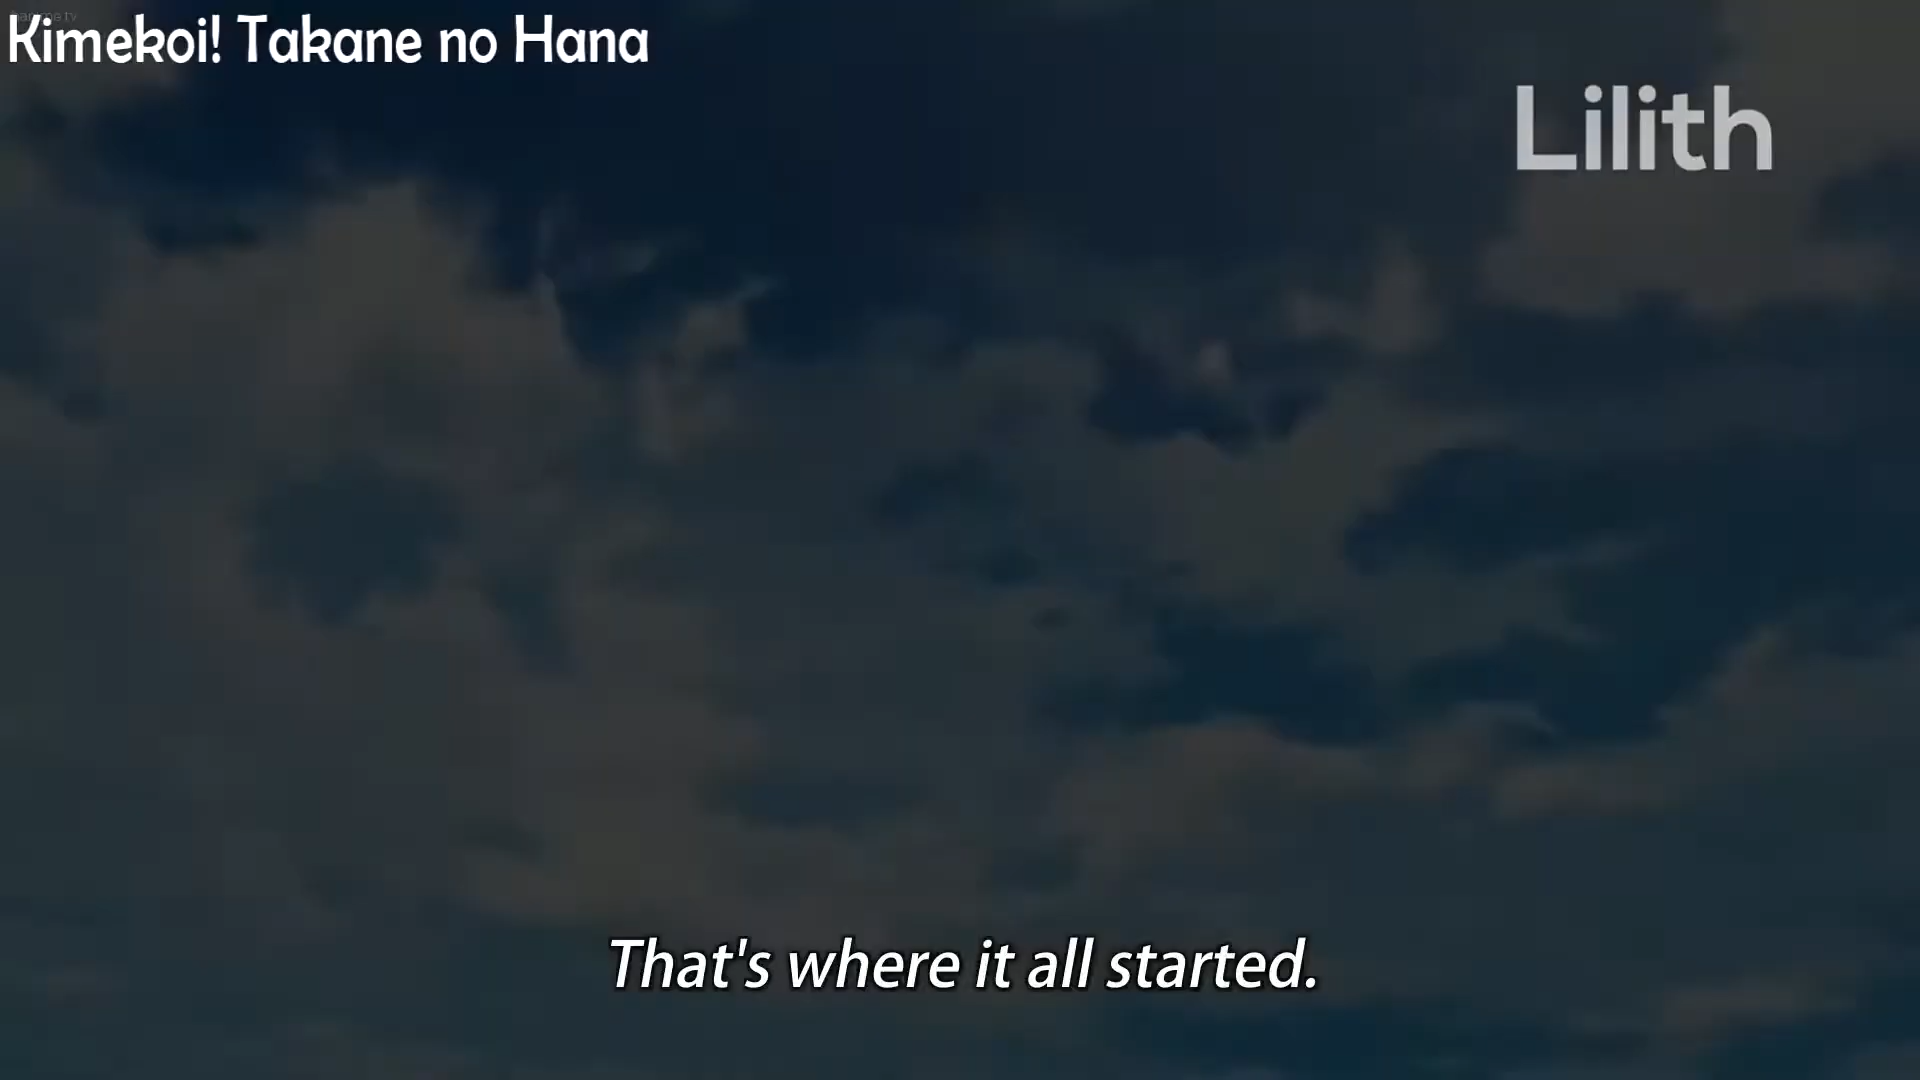 Kimekoi! Takane no Hana
Lilith
That's where it all started.